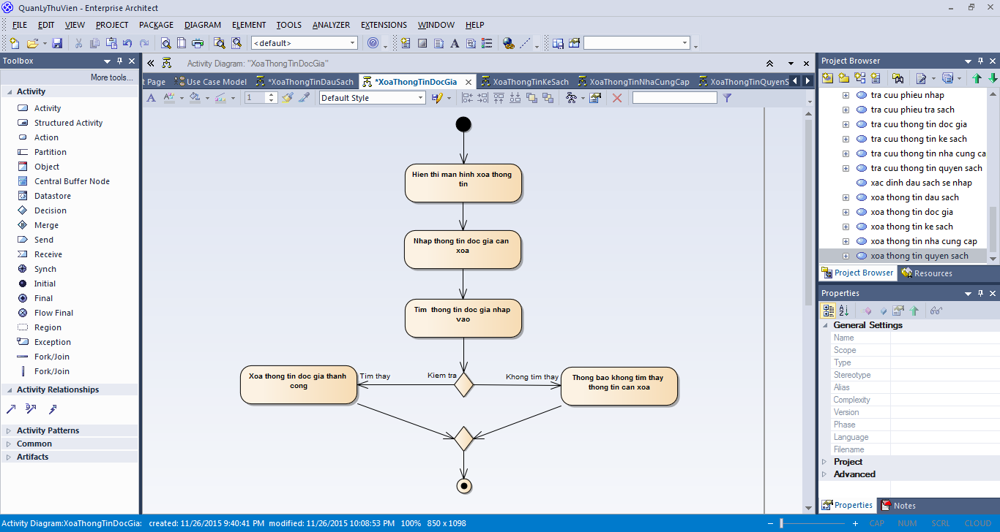 QuanLyThuVien - Enterprise Architect
FILE EDIT VIEW PROJECT PACKAGE DIAGRAM ELEMENT TOOLS ANALYZER EXTENSIONS WINDOW HELP
<default>
Toolbox
More tools...
Activity
Activity
Structured Activity
Action
Partition
Object
Central Buffer Node
Datastore
Decision
Merge
Send
Receive
Synch
Initial
Final
Flow Final
Region
Exception
Fork/Join
Fork/Join
Activity Relationships
Activity Patterns
Common
Artifacts
Activity Diagram: "XoaThongTinDocGia"
t Page Use Case Model *XoaThongTinDauSach *XoaThongTinDocGia XoaThongTinKeSach XoaThongTinNhaCungCap XoaThongTinQuyenS
1 Default Style
Hien thi man hinh xoa thong
tin
Nhap thong tin doc gia can
xoa
Tim thong tin doc gia nhap
vao
Kiem tra
Tim thay
Khong tim thay
Xoa thong tin doc gia thanh
cong
Thong bao khong tim thay
thong tin can xoa
Project Browser
tra cuu phieu nhap
tra cuu phieu tra sach
tra cuu thong tin doc gia
tra cuu thong tin ke sach
tra cuu thong tin nha cung ca
tra cuu thong tin quyen sach
xac dinh dau sach se nhap
xoa thong tin dau sach
xoa thong tin doc gia
xoa thong tin ke sach
xoa thong tin nha cung cap
xoa thong tin quyen sach
Project Browser Resources
Properties
General Settings
Name
Scope
Type
Stereotype
Alias
Complexity
Version
Phase
Language
Filename
Project
Advanced
Properties Notes
Activity Diagram:XoaThongTinDocGia: created: 11/26/2015 9:40:41 PM modified: 11/26/2015 10:08:53 PM 100% 850 x 1098
CAP NUM SCRL CLOUD